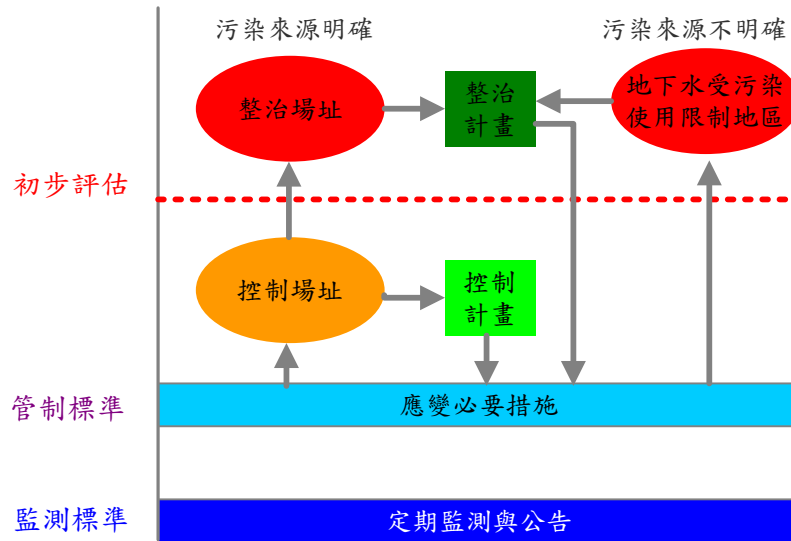 污染來源明確
污染來源不明確
整治場址
整治
計畫
地下水受污染
使用限制地區
初步評估
控制場址
控制
計畫
管制標準
應變必要措施
監測標準
定期監測與公告